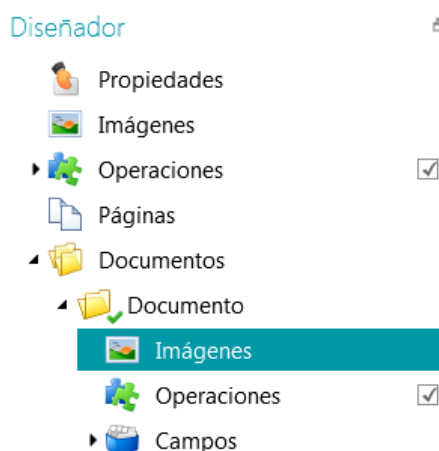 Diseñador
Propiedades
Imágenes
Operaciones
Páginas
Documentos
Documento
Imágenes
Operaciones
Campos